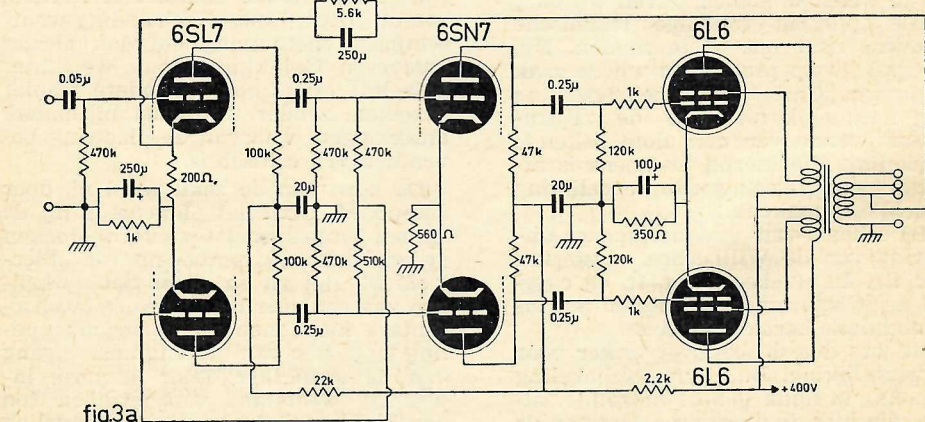 5.6k
250µ
6SL7
6SN7
6L6
0.05µ
0.25µ
0.25µ
1k
470k
100k
470k
470k
47k
120k
100µ
+
250µ
+
200Ω
20µ
20µ
1k
560Ω
350Ω
100k
470k
510k
47k
120k
0.25µ
0.25µ
1k
22k
2.2k
6L6
+400V
fig.3a